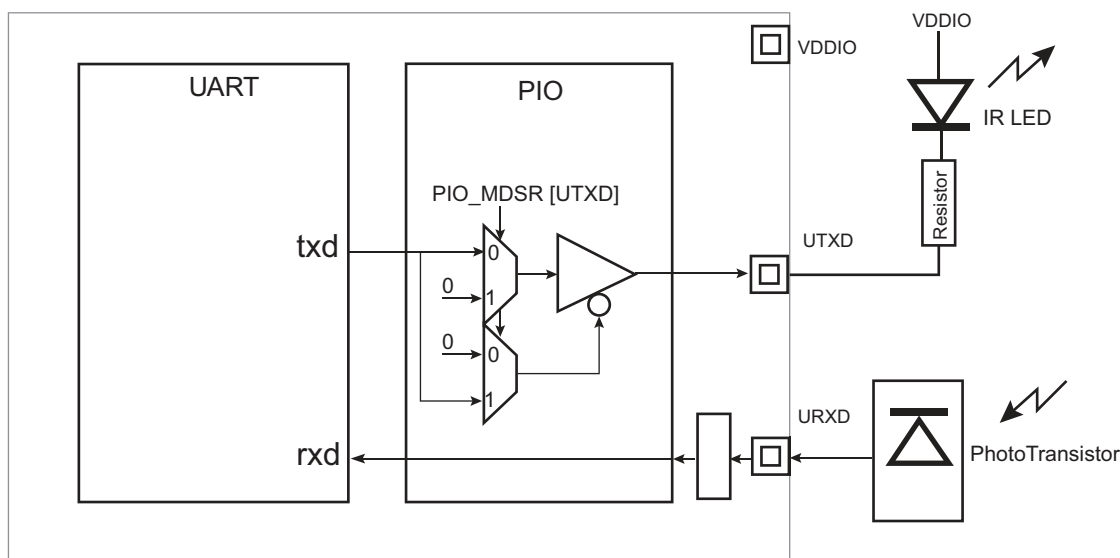 VDDIO
VDDIO
UART
PIO
IR LED
PIO_MDSR [UTXD]
Resistor
txd
0
UTXD
0
1
0
0
1
URXD
rxd
PhotoTransistor